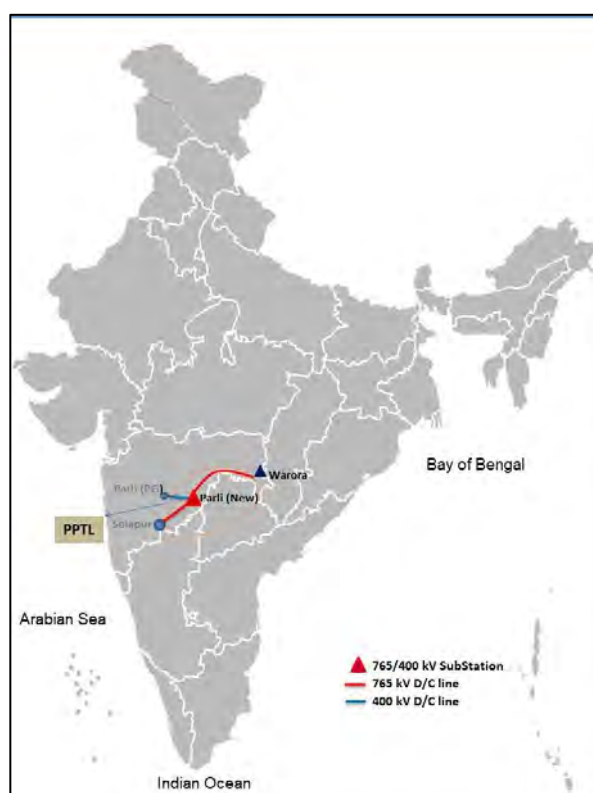 Warora
Bay of Bengal
Parli (PG)
Parli (New)
Solapur
PPTL
Arabian Sea
765/400 kV SubStation
765 kV D/C line
400 kV D/C line
Indian Ocean